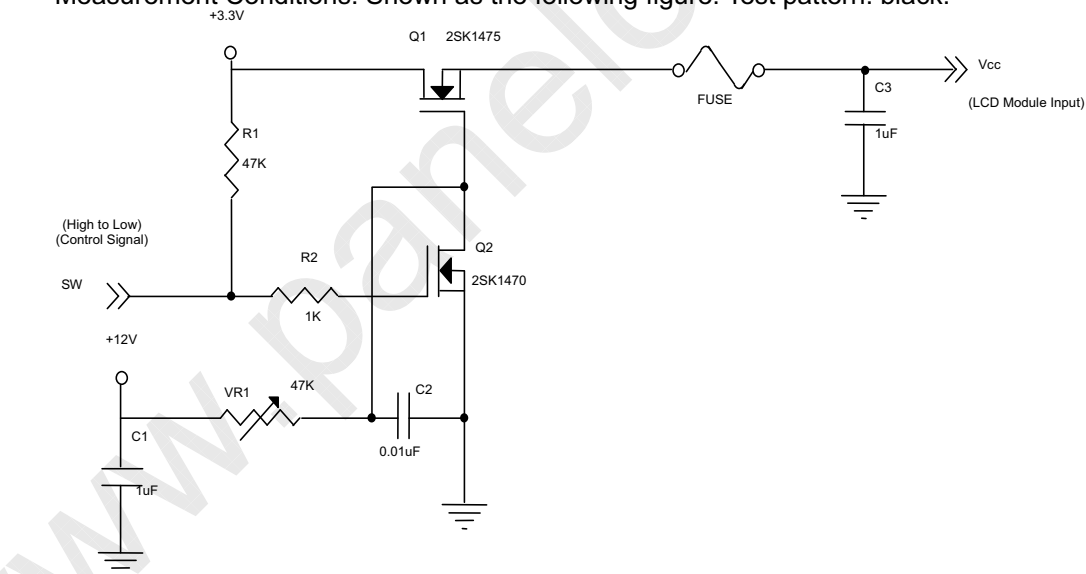 Measurement Conditions: Shown as the following figure. Test pattern: black.
+3.3V
Q1 2SK1475
Vcc
FUSE
C3
(LCD Module Input)
1uF
R1
47K
(High to Low)
(Control Signal)
SW
R2
1K
Q2
2SK1470
+12V
VR1
47K
C2
C1
0.01uF
1uF
www.panelo